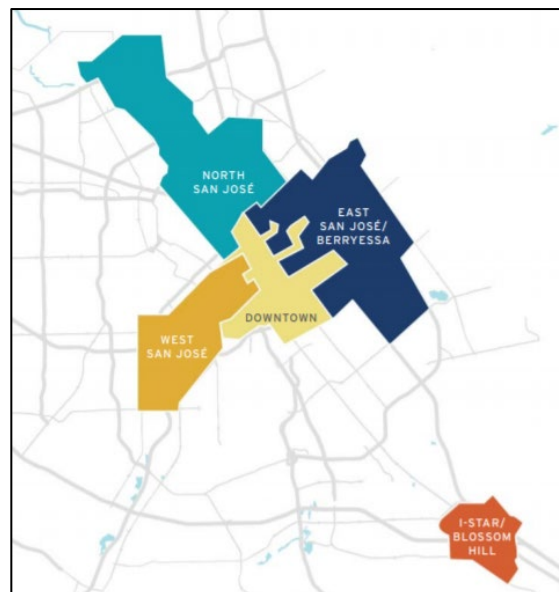 NORTH
SAN JOSÉ
EAST
SAN JOSÉ/
BERRYESSA
DOWNTOWN
WEST
SAN JOSÉ
I-STAR/
BLOSSOM
HILL